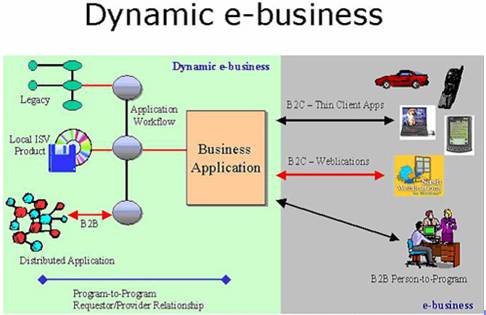 Dynamic e-business
Dynamic e-business
Legacy
Application
Workflow
B2C – Thin Client Apps
Local ISV
Product
Business
Application
B2C – Weblications
B2B
Distributed Application
B2B Person-to-Program
Program-to-Program
Requestor/Provider Relationship
e-business